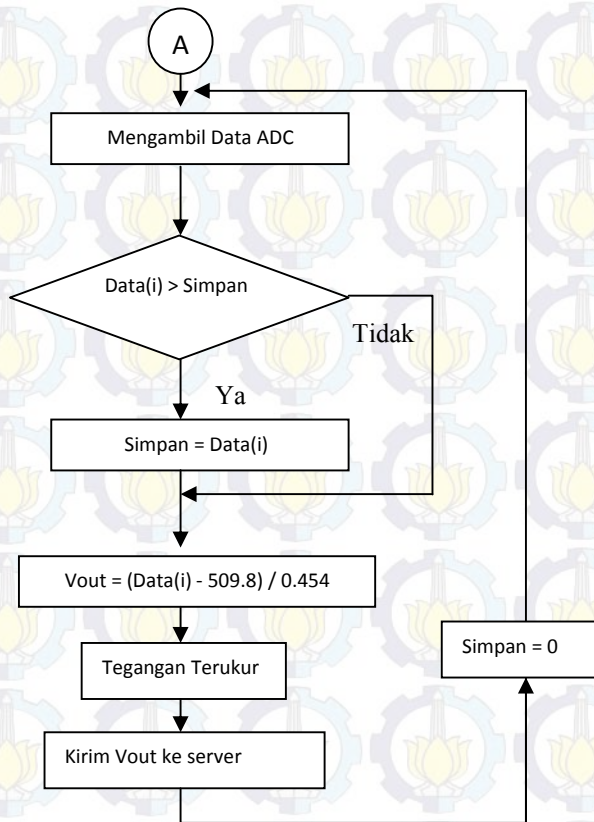 A
Mengambil Data ADC
Data(i) > Simpan
Tidak
Ya
Simpan = Data(i)
Vout = (Data(i) - 509.8) / 0.454
Tegangan Terukur
Simpan = 0
Kirim Vout ke server